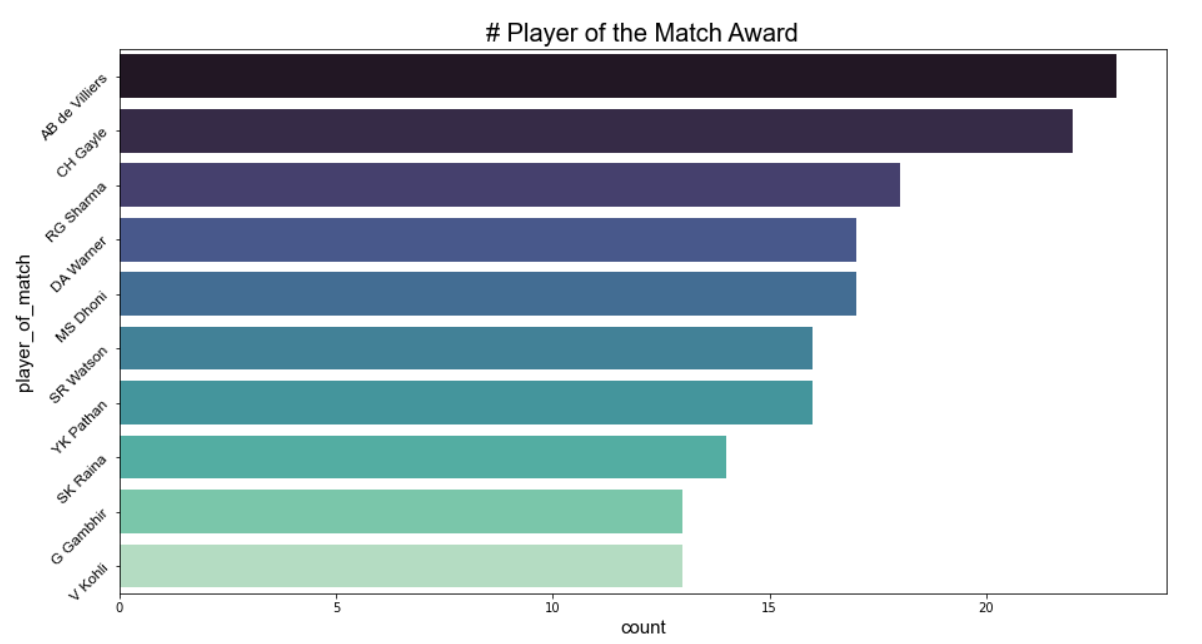 # Player of the Match Award
player_of_match
AB de Villiers
CH Gayle
RG Sharma
DA Warner
MS Dhoni
SR Watson
YK Pathan
SK Raina
G Gambhir
V Kohli
0 5 10 15 20
count